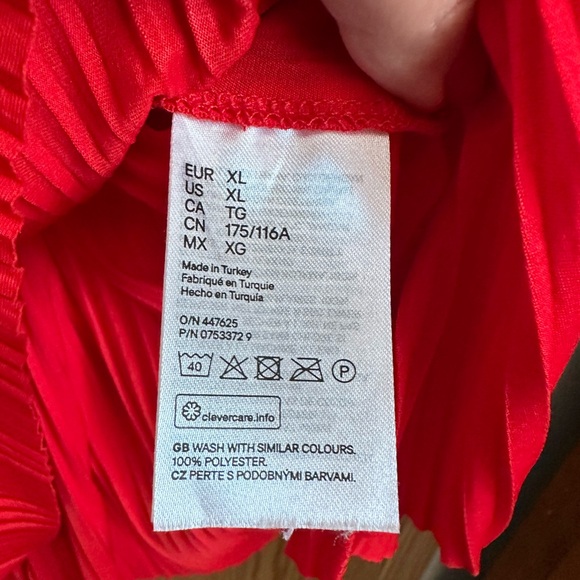 EUR XL
US XL
CA TG
CN 175/116A
MX XG
Made in Turkey
Fabriqué en Turquie
Hecho en Turquía
O/N 447625
P/N 0753372 9
40 P
clevercare.info
GB WASH WITH SIMILAR COLOURS.
100% POLYESTER.
CZ PERTE S PODOBNÝMI BARVAMI.